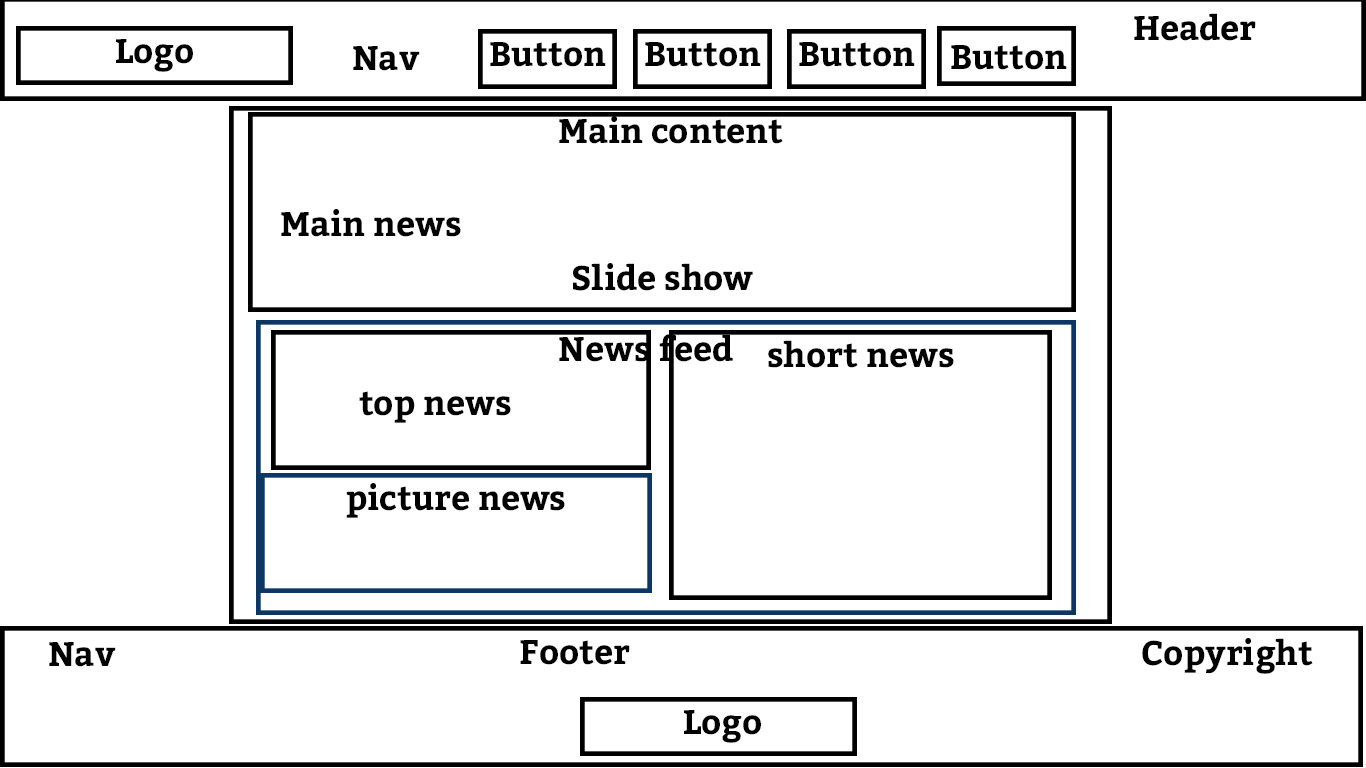 Header
Logo
Nav
Button
Button
Button
Button
Main content
Main news
Slide show
News feed
top news
short news
picture news
Nav
Footer
Copyright
Logo